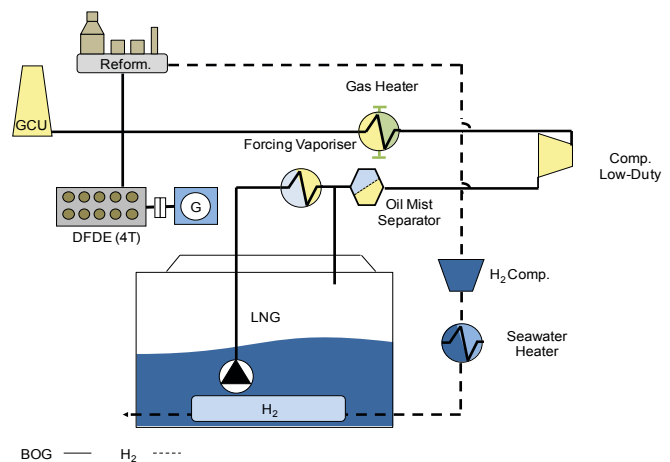 Reform.
Gas Heater
GCU
Forcing Vaporiser
Comp.
Low-Duty
Oil Mist
Separator
G
DFDE (4T)
H₂ Comp.
LNG
Seawater
Heater
H₂
BOG
H₂